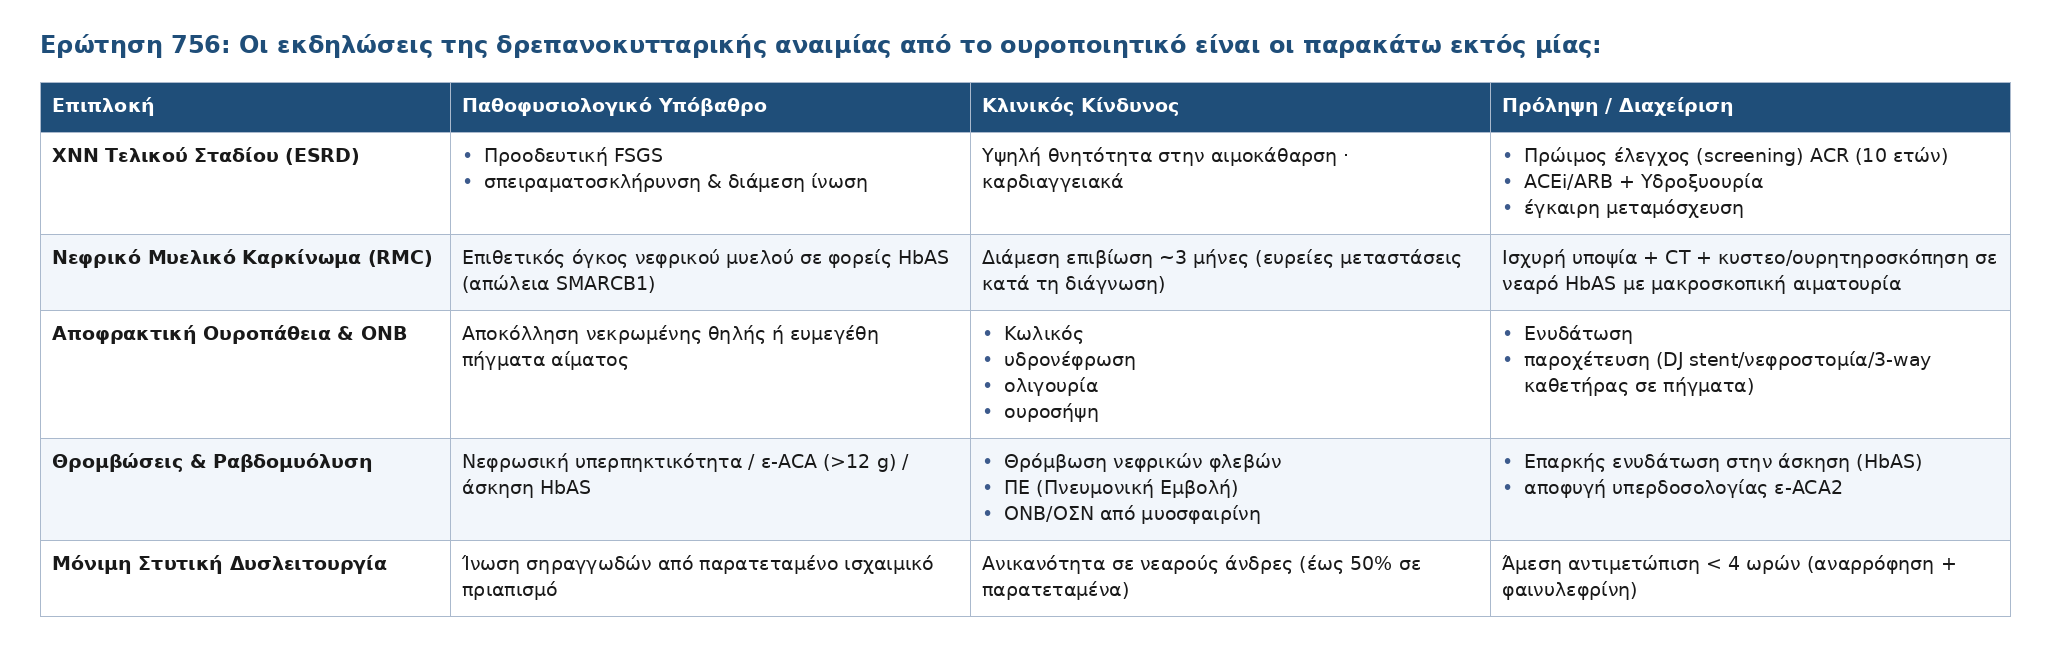 Ερώτηση 756: Οι εκδηλώσεις της δρεπανοκυτταρικής αναιμίας από το ουροποιητικό είναι οι παρακάτω εκτός μίας:
Επιπλοκή
Παθοφυσιολογικό Υπόβαθρο
Κλινικός Κίνδυνος
Πρόληψη / Διαχείριση
ΧΝΝ Τελικού Σταδίου (ESRD)
• Προοδευτική FSGS
• σπειραματοσκλήρυνση & διάμεση ίνωση
Υψηλή θνητότητα στην αιμοκάθαρση ·
καρδιαγγειακά
• Πρώιμος έλεγχος (screening) ACR (10 ετών)
• ACEi/ARB + Υδροξυουρία
• έγκαιρη μεταμόσχευση
Νεφρικό Μυελικό Καρκίνωμα (RMC)
Επιθετικός όγκος νεφρικού μυελού σε φορείς HbAS
(απώλεια SMARCB1)
Διάμεση επιβίωση ~3 μήνες (ευρείες μεταστάσεις
κατά τη διάγνωση)
Ισχυρή υποψία + CT + κυστεο/ουρητηροσκόπηση σε
νεαρό HbAS με μακροσκοπική αιματουρία
Αποφρακτική Ουροπάθεια & ΟΝΒ
Αποκόλληση νεκρωμένης θηλής ή ευμεγέθη
πήγματα αίματος
• Κωλικός
• υδρονέφρωση
• ολιγουρία
• ουροσήψη
• Ενυδάτωση
• παροχέτευση (DJ stent/νεφροστομία/3-way
καθετήρας σε πήγματα)
Θρομβώσεις & Ραβδομυόλυση
Νεφρωσική υπερπηκτικότητα / ε-ACA (>12 g) /
άσκηση HbAS
• Θρόμβωση νεφρικών φλεβών
• ΠΕ (Πνευμονική Εμβολή)
• ΟΝΒ/ΟΣΝ από μυοσφαιρίνη
• Επαρκής ενυδάτωση στην άσκηση (HbAS)
• αποφυγή υπερδοσολογίας ε-ACA2
Μόνιμη Στυτική Δυσλειτουργία
Ίνωση σηραγγωδών από παρατεταμένο ισχαιμικό
πριαπισμό
Ανικανότητα σε νεαρούς άνδρες (έως 50% σε
παρατεταμένα)
Άμεση αντιμετώπιση < 4 ωρών (αναρρόφηση +
φαινυλεφρίνη)